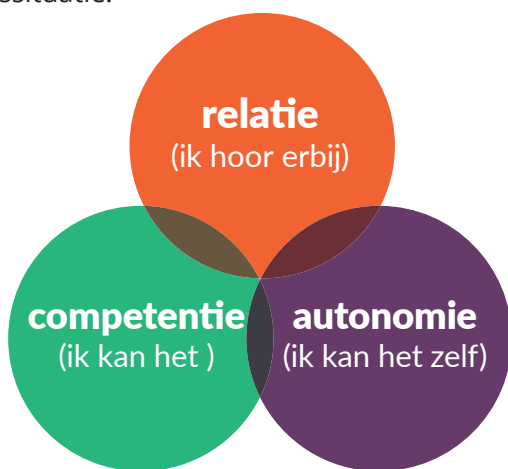 relatie
(ik hoor erbij)
competentie
(ik kan het )
autonomie
(ik kan het zelf)